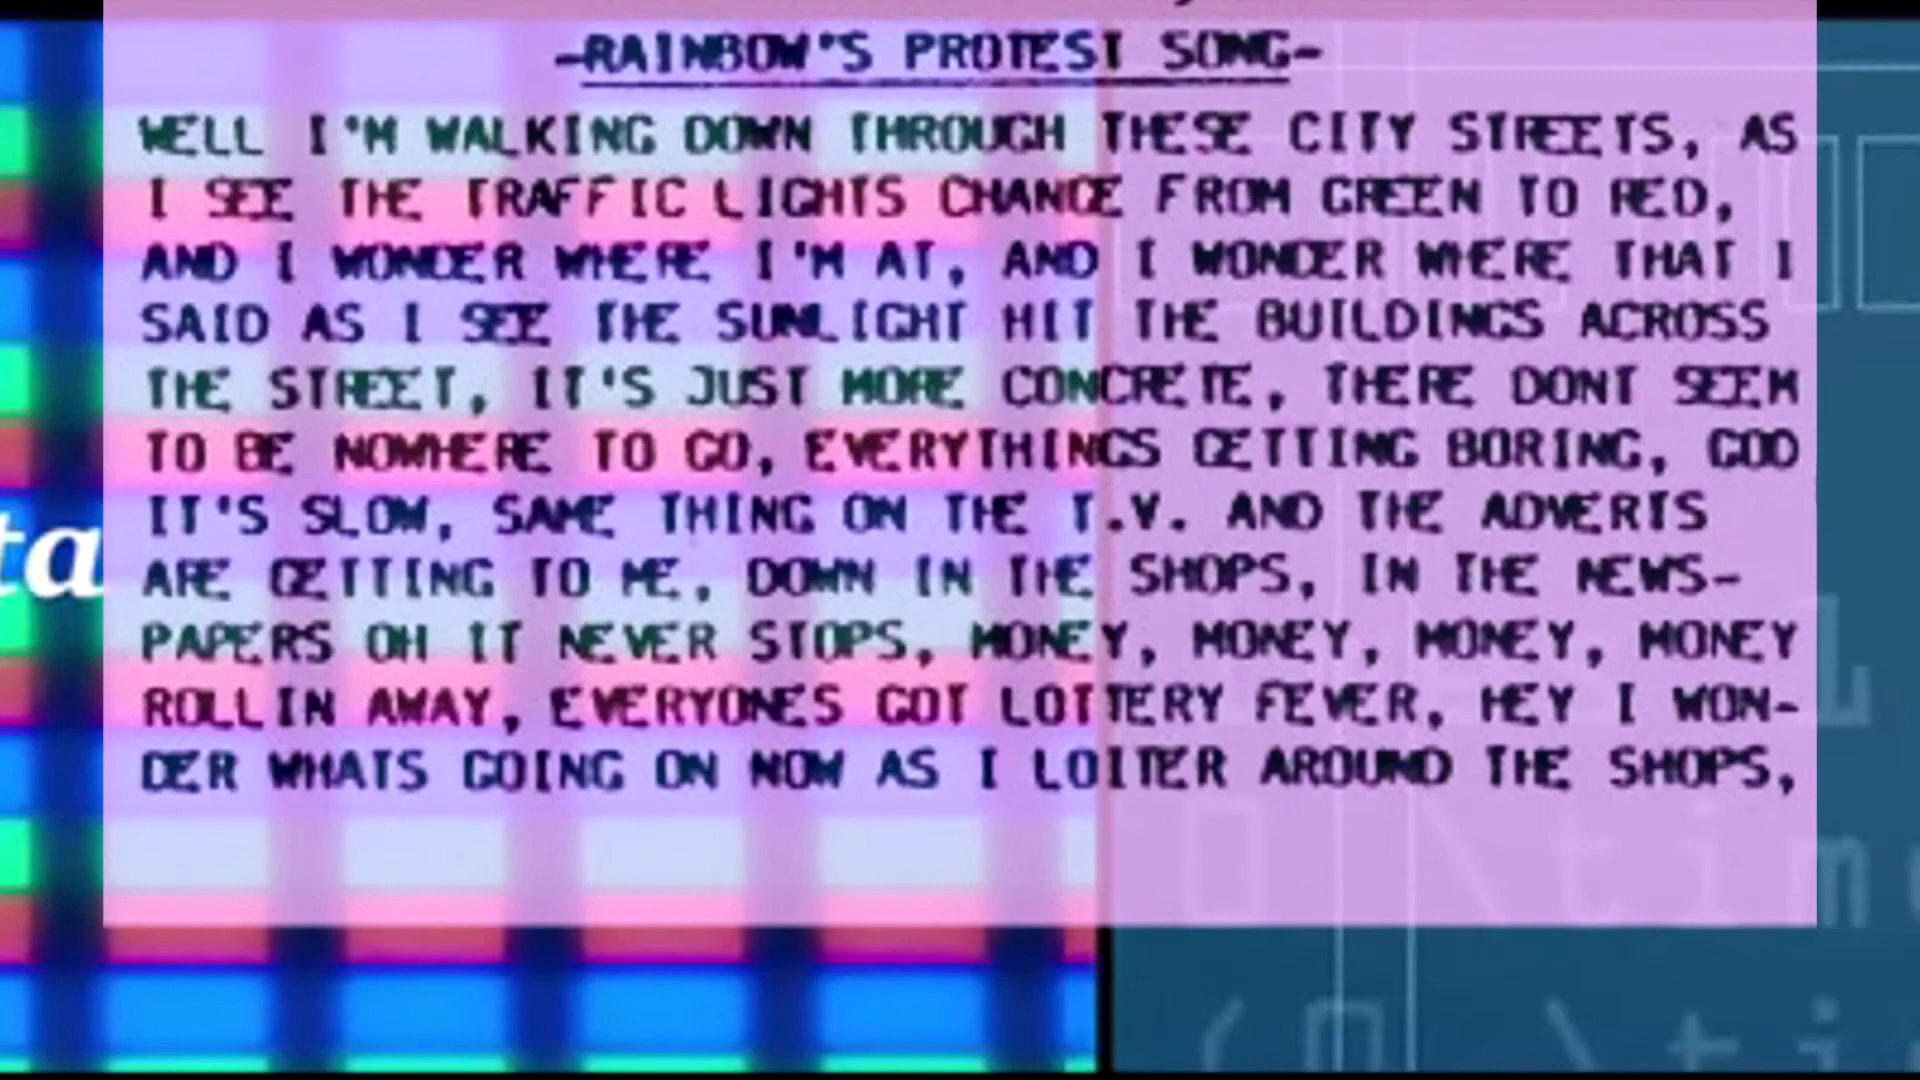 -RAINBOW'S PROTEST SONG-
WELL I'M WALKING DOWN THROUGH THESE CITY STREETS, AS
I SEE THE TRAFFIC LIGHTS CHANGE FROM GREEN TO RED,
AND I WONDER WHERE I'M AT, AND I WONDER WHERE THAT I
SAID AS I SEE THE SUNLIGHT HIT THE BUILDINGS ACROSS
THE STREET, IT'S JUST MORE CONCRETE, THERE DONT SEEM
TO BE NOWHERE TO GO, EVERYTHINGS GETTING BORING, GOD
IT'S SLOW, SAME THING ON THE T.V. AND THE ADVERTS
ta
ARE GETTING TO ME, DOWN IN THE SHOPS, IN THE NEWS-
PAPERS OH IT NEVER STOPS, MONEY, MONEY, MONEY, MONEY
ROLLIN AWAY, EVERYONES GOT LOTTERY FEVER, HEY I WON-
DER WHATS GOING ON NOW AS I LOITER AROUND THE SHOPS,